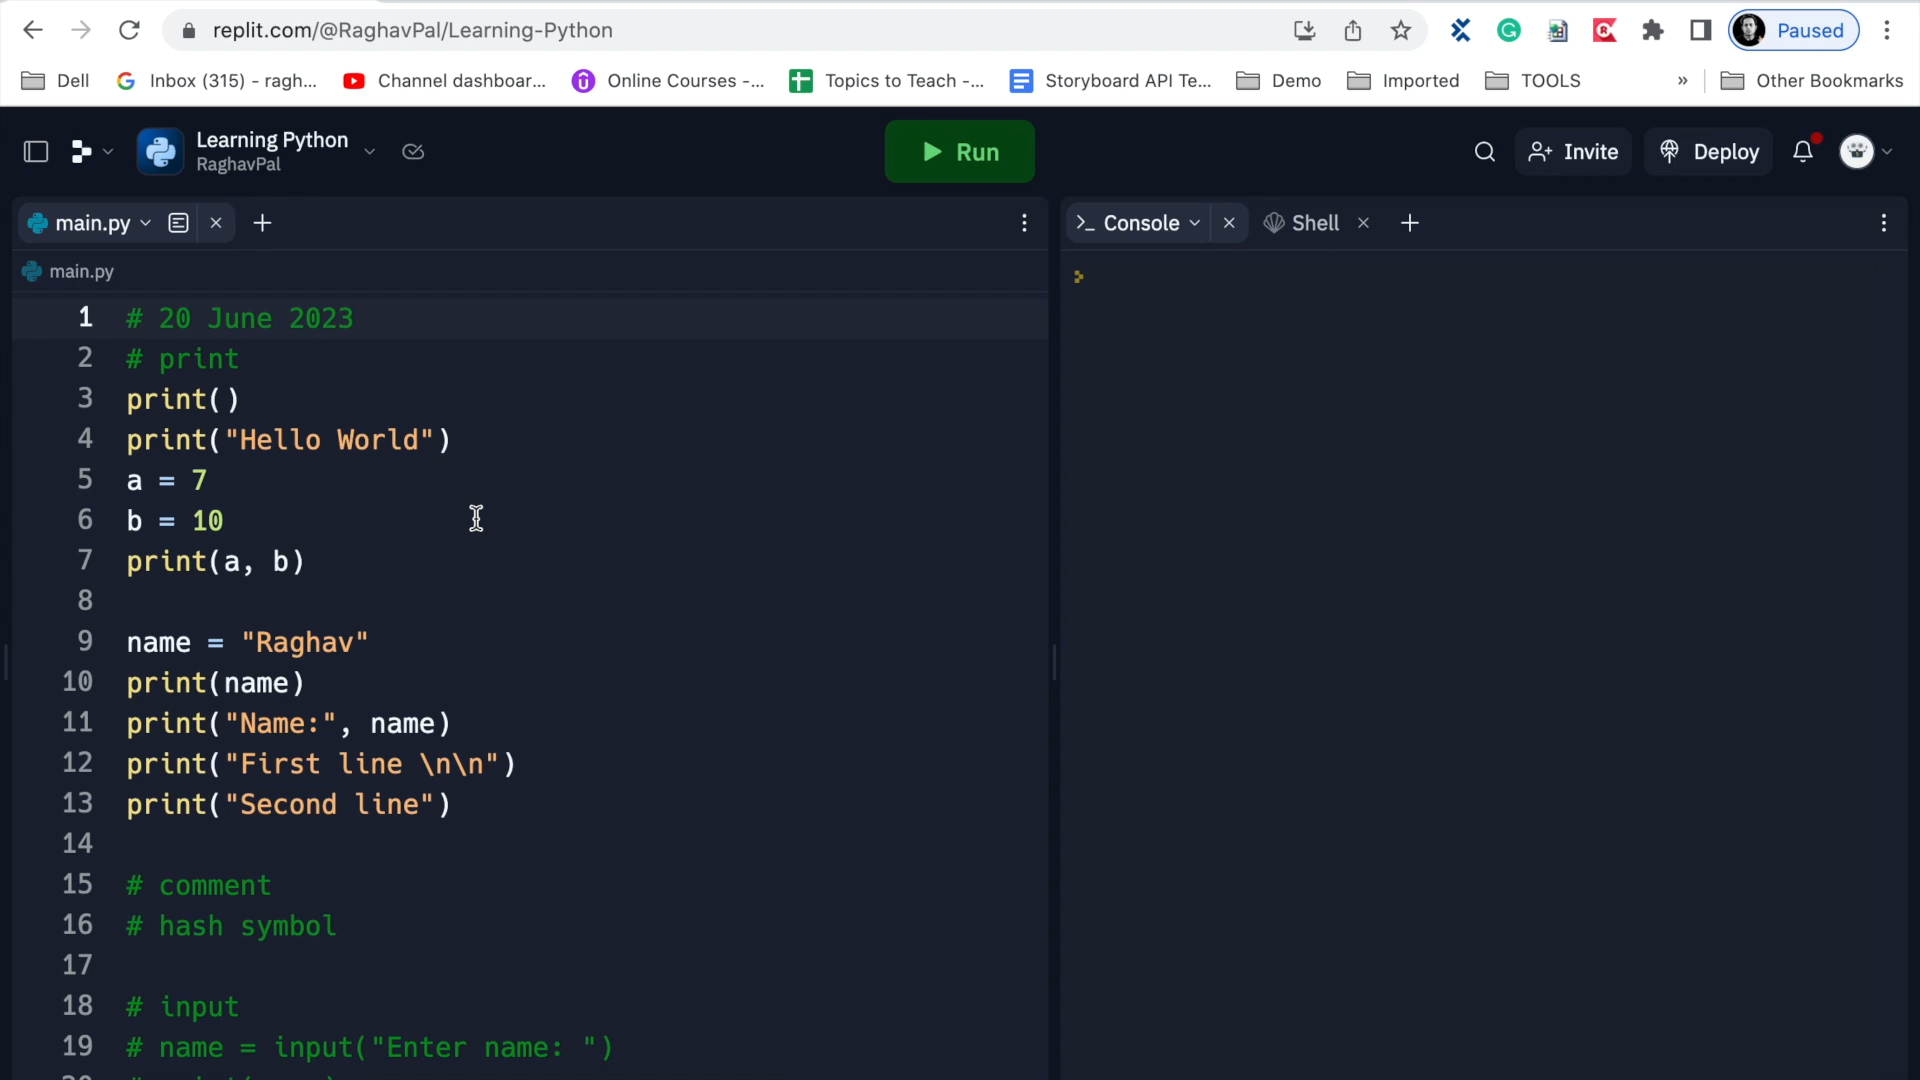 replit.com/@RaghavPal/Learning-Python
Paused
Dell
Inbox (315) - ragh...
Channel dashboar...
Online Courses -...
Topics to Teach -...
Storyboard API Te...
Demo
Imported
TOOLS
»
Other Bookmarks
Learning Python
RaghavPal
Run
Invite
Deploy
main.py
Console
Shell
main.py
1 # 20 June 2023
2 # print
3 print()
4 print("Hello World")
5 a = 7
6 b = 10
7 print(a, b)
8
9 name = "Raghav"
10 print(name)
11 print("Name:", name)
12 print("First line \n\n")
13 print("Second line")
14
15 # comment
16 # hash symbol
17
18 # input
19 # name = input("Enter name: ")